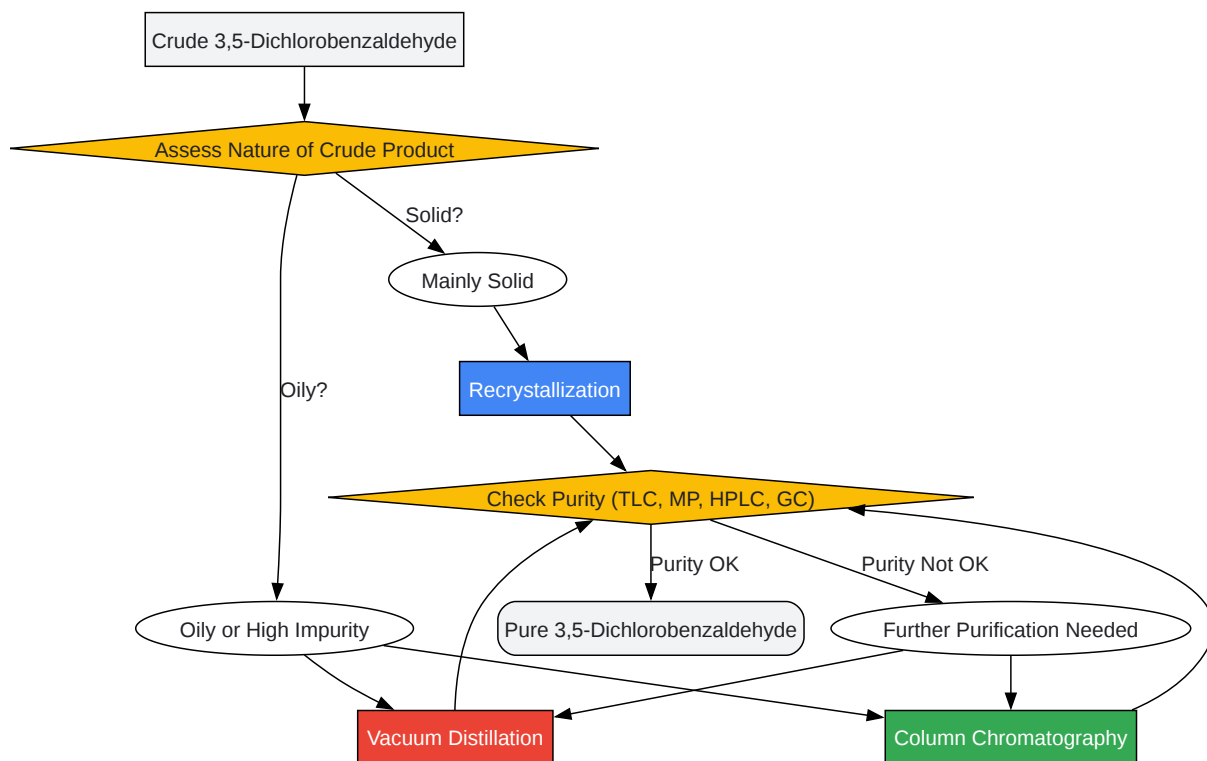 Crude 3,5-Dichlorobenzaldehyde
Assess Nature of Crude Product
Solid?
Mainly Solid
Oily?
Recrystallization
Check Purity (TLC, MP, HPLC, GC)
Purity OK
Purity Not OK
Oily or High Impurity
Pure 3,5-Dichlorobenzaldehyde
Further Purification Needed
Vacuum Distillation
Column Chromatography